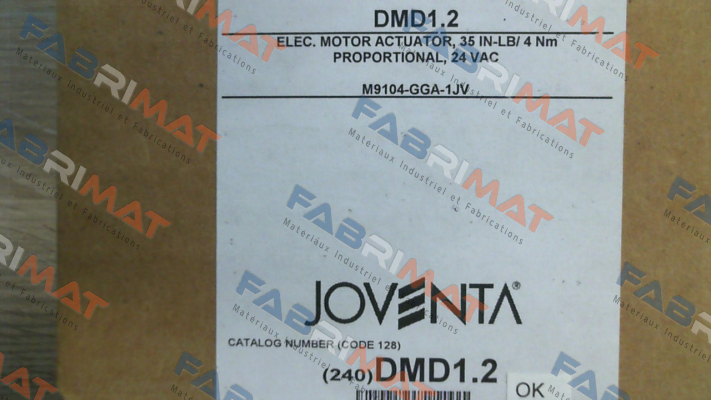 DMD1.2
ELEC. MOTOR ACTUATOR, 35 IN-LB/ 4 Nm
PROPORTIONAL, 24 VAC
M9104-GGA-1JV
JOVENTA®
CATALOG NUMBER (CODE 128)
(240)DMD1.2
OK
FABRIMAT
Matériaux Industriel et Fabrications